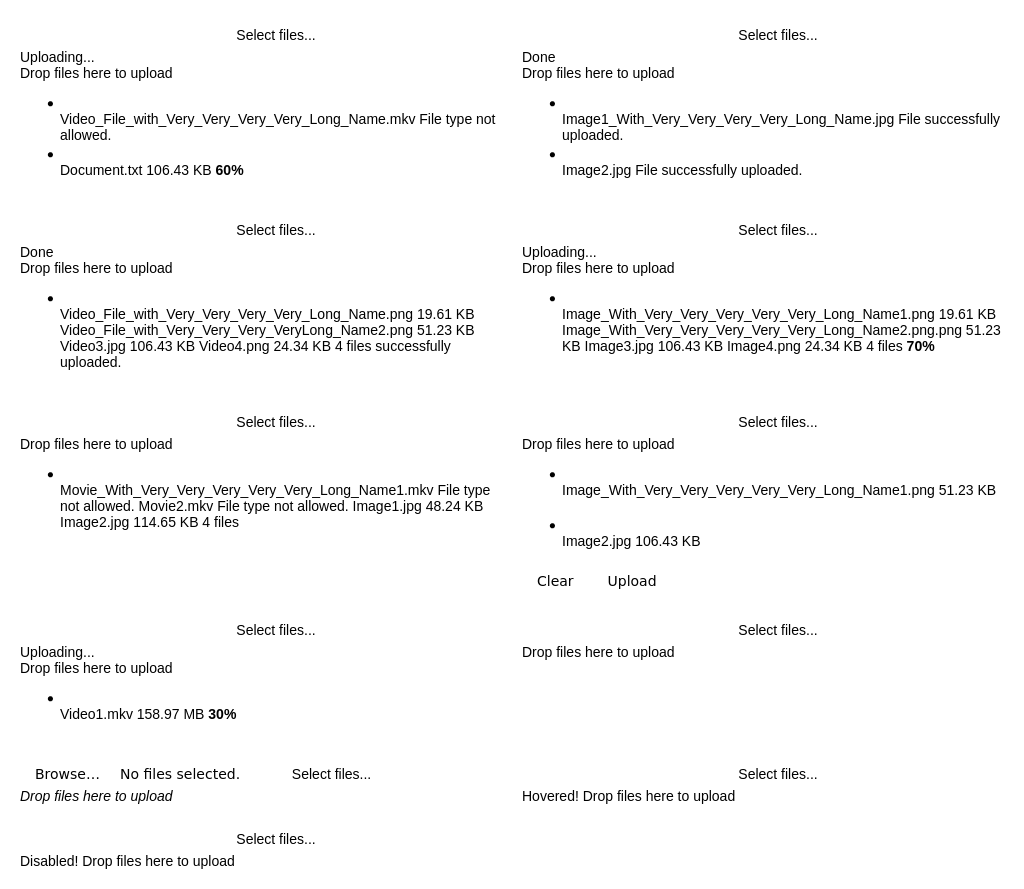 Select files...
Uploading...
Drop files here to upload
Video_File_with_Very_Very_Very_Very_Long_Name.mkv File type not
allowed.
Document.txt 106.43 KB 60%
Select files...
Done
Drop files here to upload
Image1_With_Very_Very_Very_Very_Long_Name.jpg File successfully
uploaded.
Image2.jpg File successfully uploaded.
Select files...
Done
Drop files here to upload
Video_File_with_Very_Very_Very_Very_Long_Name.png 19.61 KB
Video_File_with_Very_Very_Very_VeryLong_Name2.png 51.23 KB
Video3.jpg 106.43 KB Video4.png 24.34 KB 4 files successfully
uploaded.
Select files...
Uploading...
Drop files here to upload
Image_With_Very_Very_Very_Very_Very_Long_Name1.png 19.61 KB
Image_With_Very_Very_Very_Very_Very_Long_Name2.png.png 51.23
KB Image3.jpg 106.43 KB Image4.png 24.34 KB 4 files 70%
Select files...
Drop files here to upload
Movie_With_Very_Very_Very_Very_Very_Long_Name1.mkv File type
not allowed. Movie2.mkv File type not allowed. Image1.jpg 48.24 KB
Image2.jpg 114.65 KB 4 files
Select files...
Drop files here to upload
Image_With_Very_Very_Very_Very_Very_Long_Name1.png 51.23 KB
Image2.jpg 106.43 KB
Clear Upload
Select files...
Uploading...
Drop files here to upload
Video1.mkv 158.97 MB 30%
Select files...
Drop files here to upload
Browse... No files selected. Select files...
Drop files here to upload
Select files...
Hovered! Drop files here to upload
Select files...
Disabled! Drop files here to upload